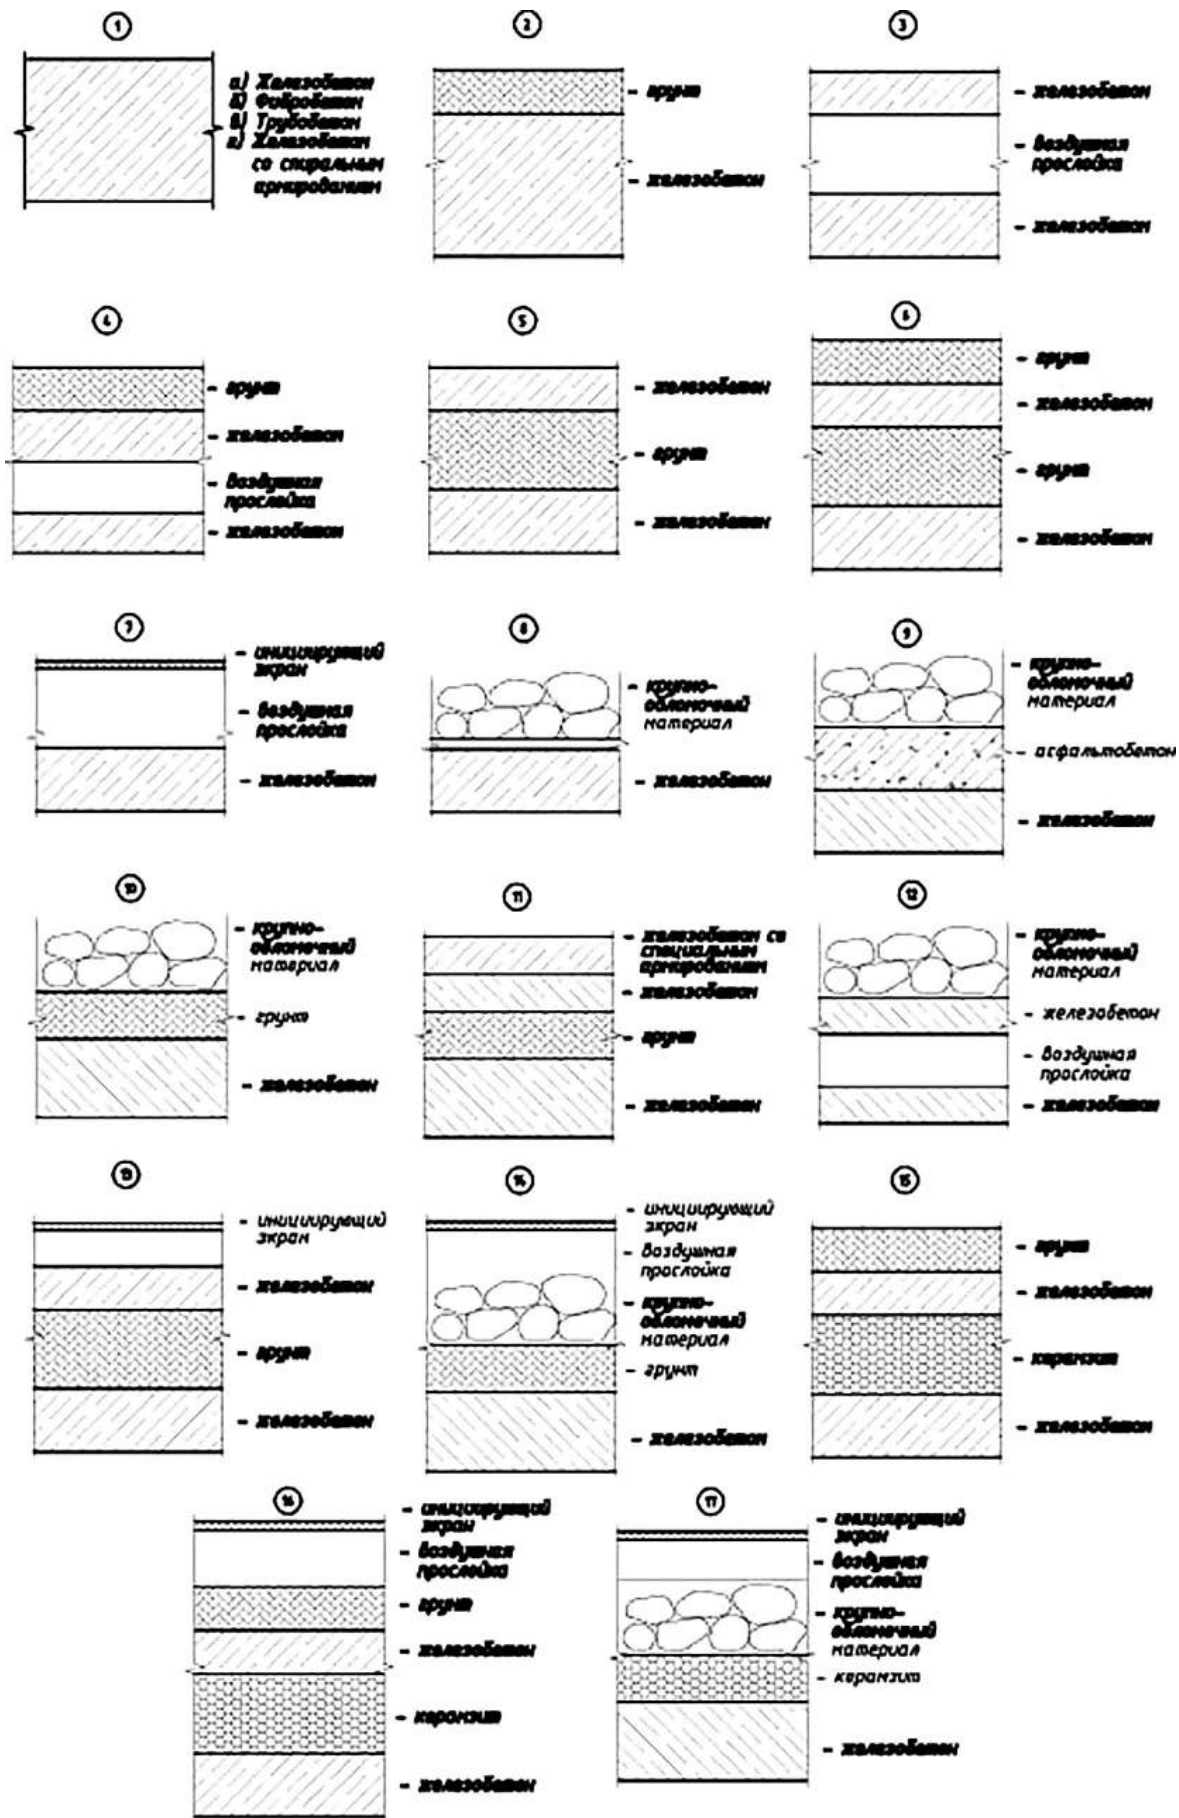 1
а) Железобетон
б) Фибробетон
в) Трубобетон
г) Железобетон
со спиральным
армированием
2
- грунт
- железобетон
3
- железобетон
- воздушная
прослойка
- железобетон
4
- грунт
- железобетон
- воздушная
прослойка
- железобетон
5
- железобетон
- грунт
- железобетон
6
- грунт
- железобетон
- грунт
- железобетон
7
- инициирующий
экран
- воздушная
прослойка
- железобетон
8
- крупно-
обломочный
материал
- железобетон
9
- крупно-
обломочный
материал
- асфальтобетон
- железобетон
10
- крупно-
обломочный
материал
- грунт
- железобетон
11
- железобетон со
специальным
армированием
- железобетон
- грунт
- железобетон
12
- крупно-
обломочный
материал
- железобетон
- воздушная
прослойка
- железобетон
13
- инициирующий
экран
- железобетон
- грунт
- железобетон
14
- инициирующий
экран
- воздушная
прослойка
- крупно-
обломочный
материал
- грунт
- железобетон
15
- грунт
- железобетон
- керамзит
- железобетон
16
- инициирующий
экран
- воздушная
прослойка
- грунт
- железобетон
- керамзит
- железобетон
17
- инициирующий
экран
- воздушная
прослойка
- крупно-
обломочный
материал
- керамзит
- железобетон